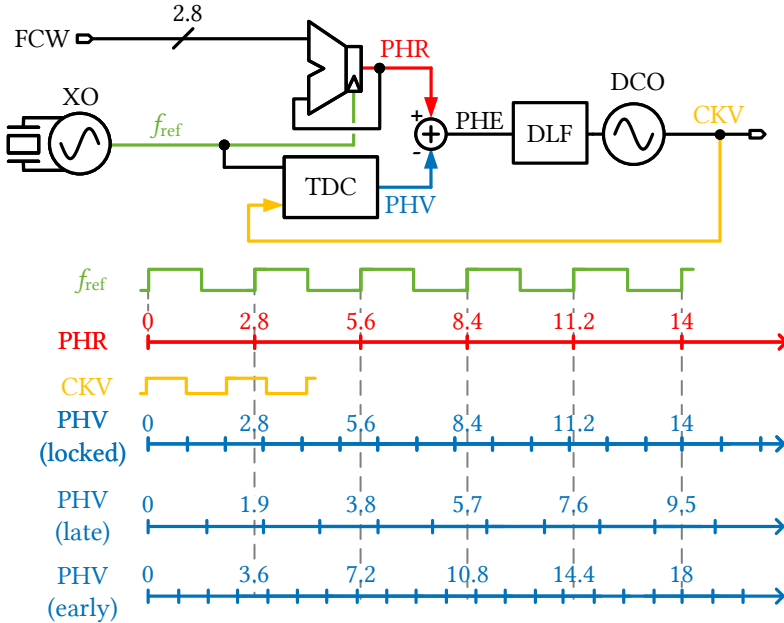 2.8
FCW
PHR
XO
DCO
f_ref
+
PHE
DLF
CKV
-
TDC
PHV
f_ref
0 2.8 5.6 8.4 11.2 14
PHR
CKV
PHV 0 2.8 5.6 8.4 11.2 14
(locked)
PHV 0 1.9 3.8 5.7 7.6 9.5
(late)
PHV 0 3.6 7.2 10.8 14.4 18
(early)